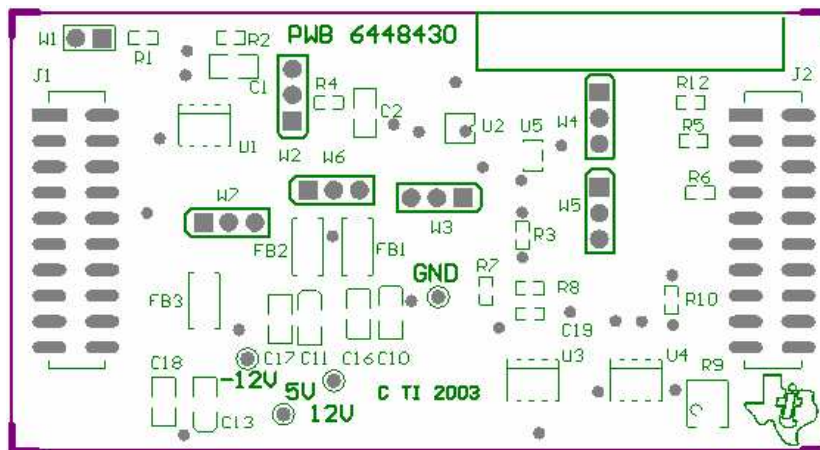 W1
R1
R2
PWB 6448430
J1
C1
R4
C2
U1
W2
W6
U2
U5
W4
R12
J2
R5
R6
W7
W3
W5
FB2
FB1
R3
GND
R7
R8
R10
FB3
C19
C17
C11
C16
C10
C18
-12V
5V
12V
C13
C TI 2003
U3
U4
R9